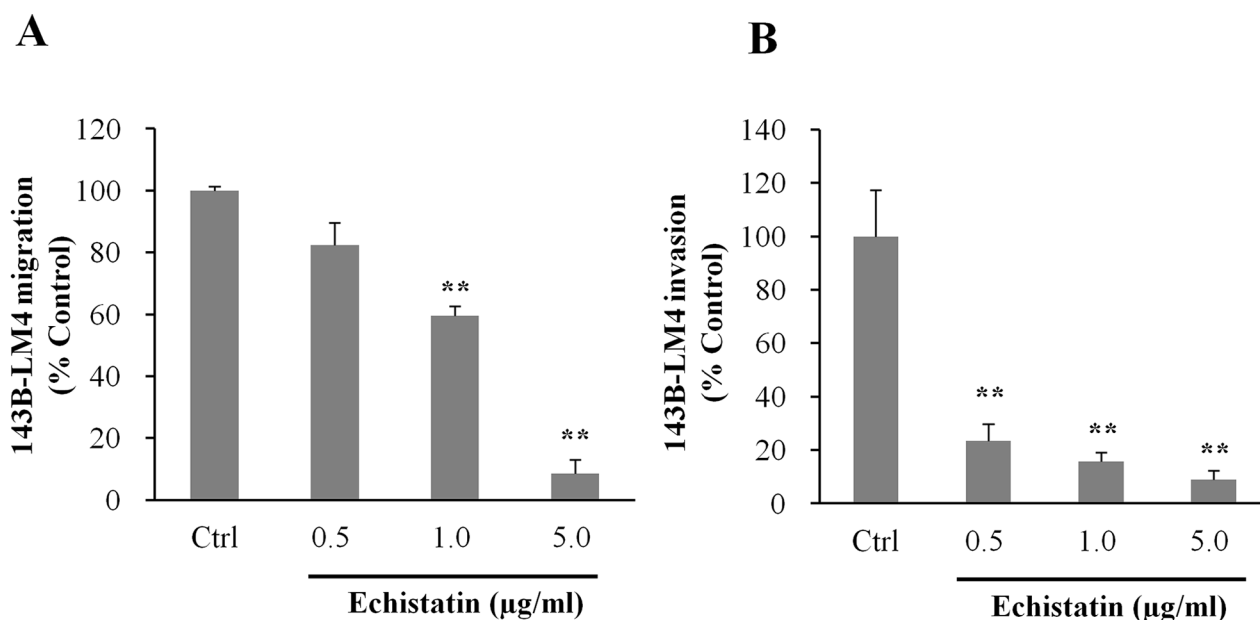 A
143B-LM4 migration
(% Control)
120
100
80
60
40
20
0
**
**
Ctrl
0.5
1.0
5.0
Echistatin (μg/ml)
B
143B-LM4 invasion
(% Control)
140
120
100
80
60
40
20
0
**
**
**
Ctrl
0.5
1.0
5.0
Echistatin (μg/ml)